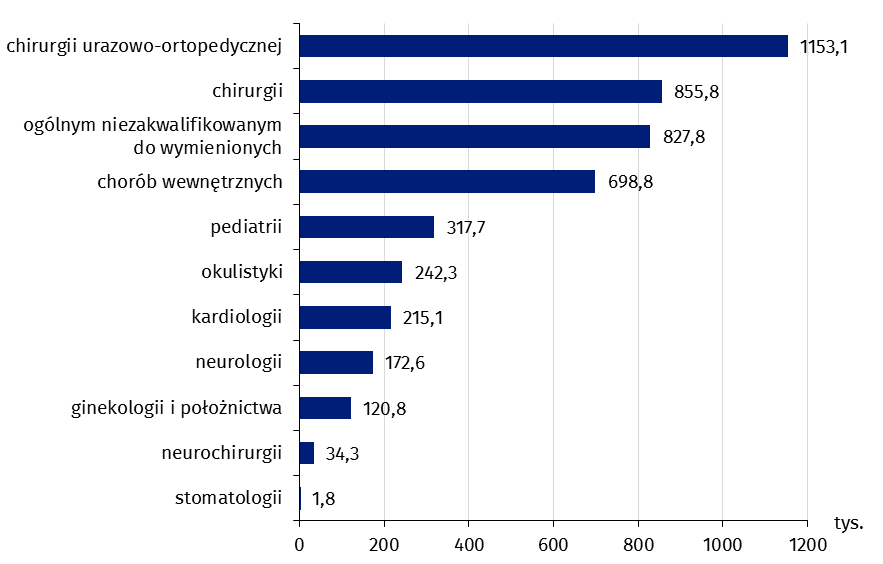 chirurgii urazowo-ortopedycznej 1153,1
chirurgii 855,8
ogólnym niezakwalifikowanym
do wymienionych 827,8
chorób wewnętrznych 698,8
pediatrii 317,7
okulistyki 242,3
kardiologii 215,1
neurologii 172,6
ginekologii i położnictwa 120,8
neurochirurgii 34,3
stomatologii 1,8
tys.
0 200 400 600 800 1000 1200